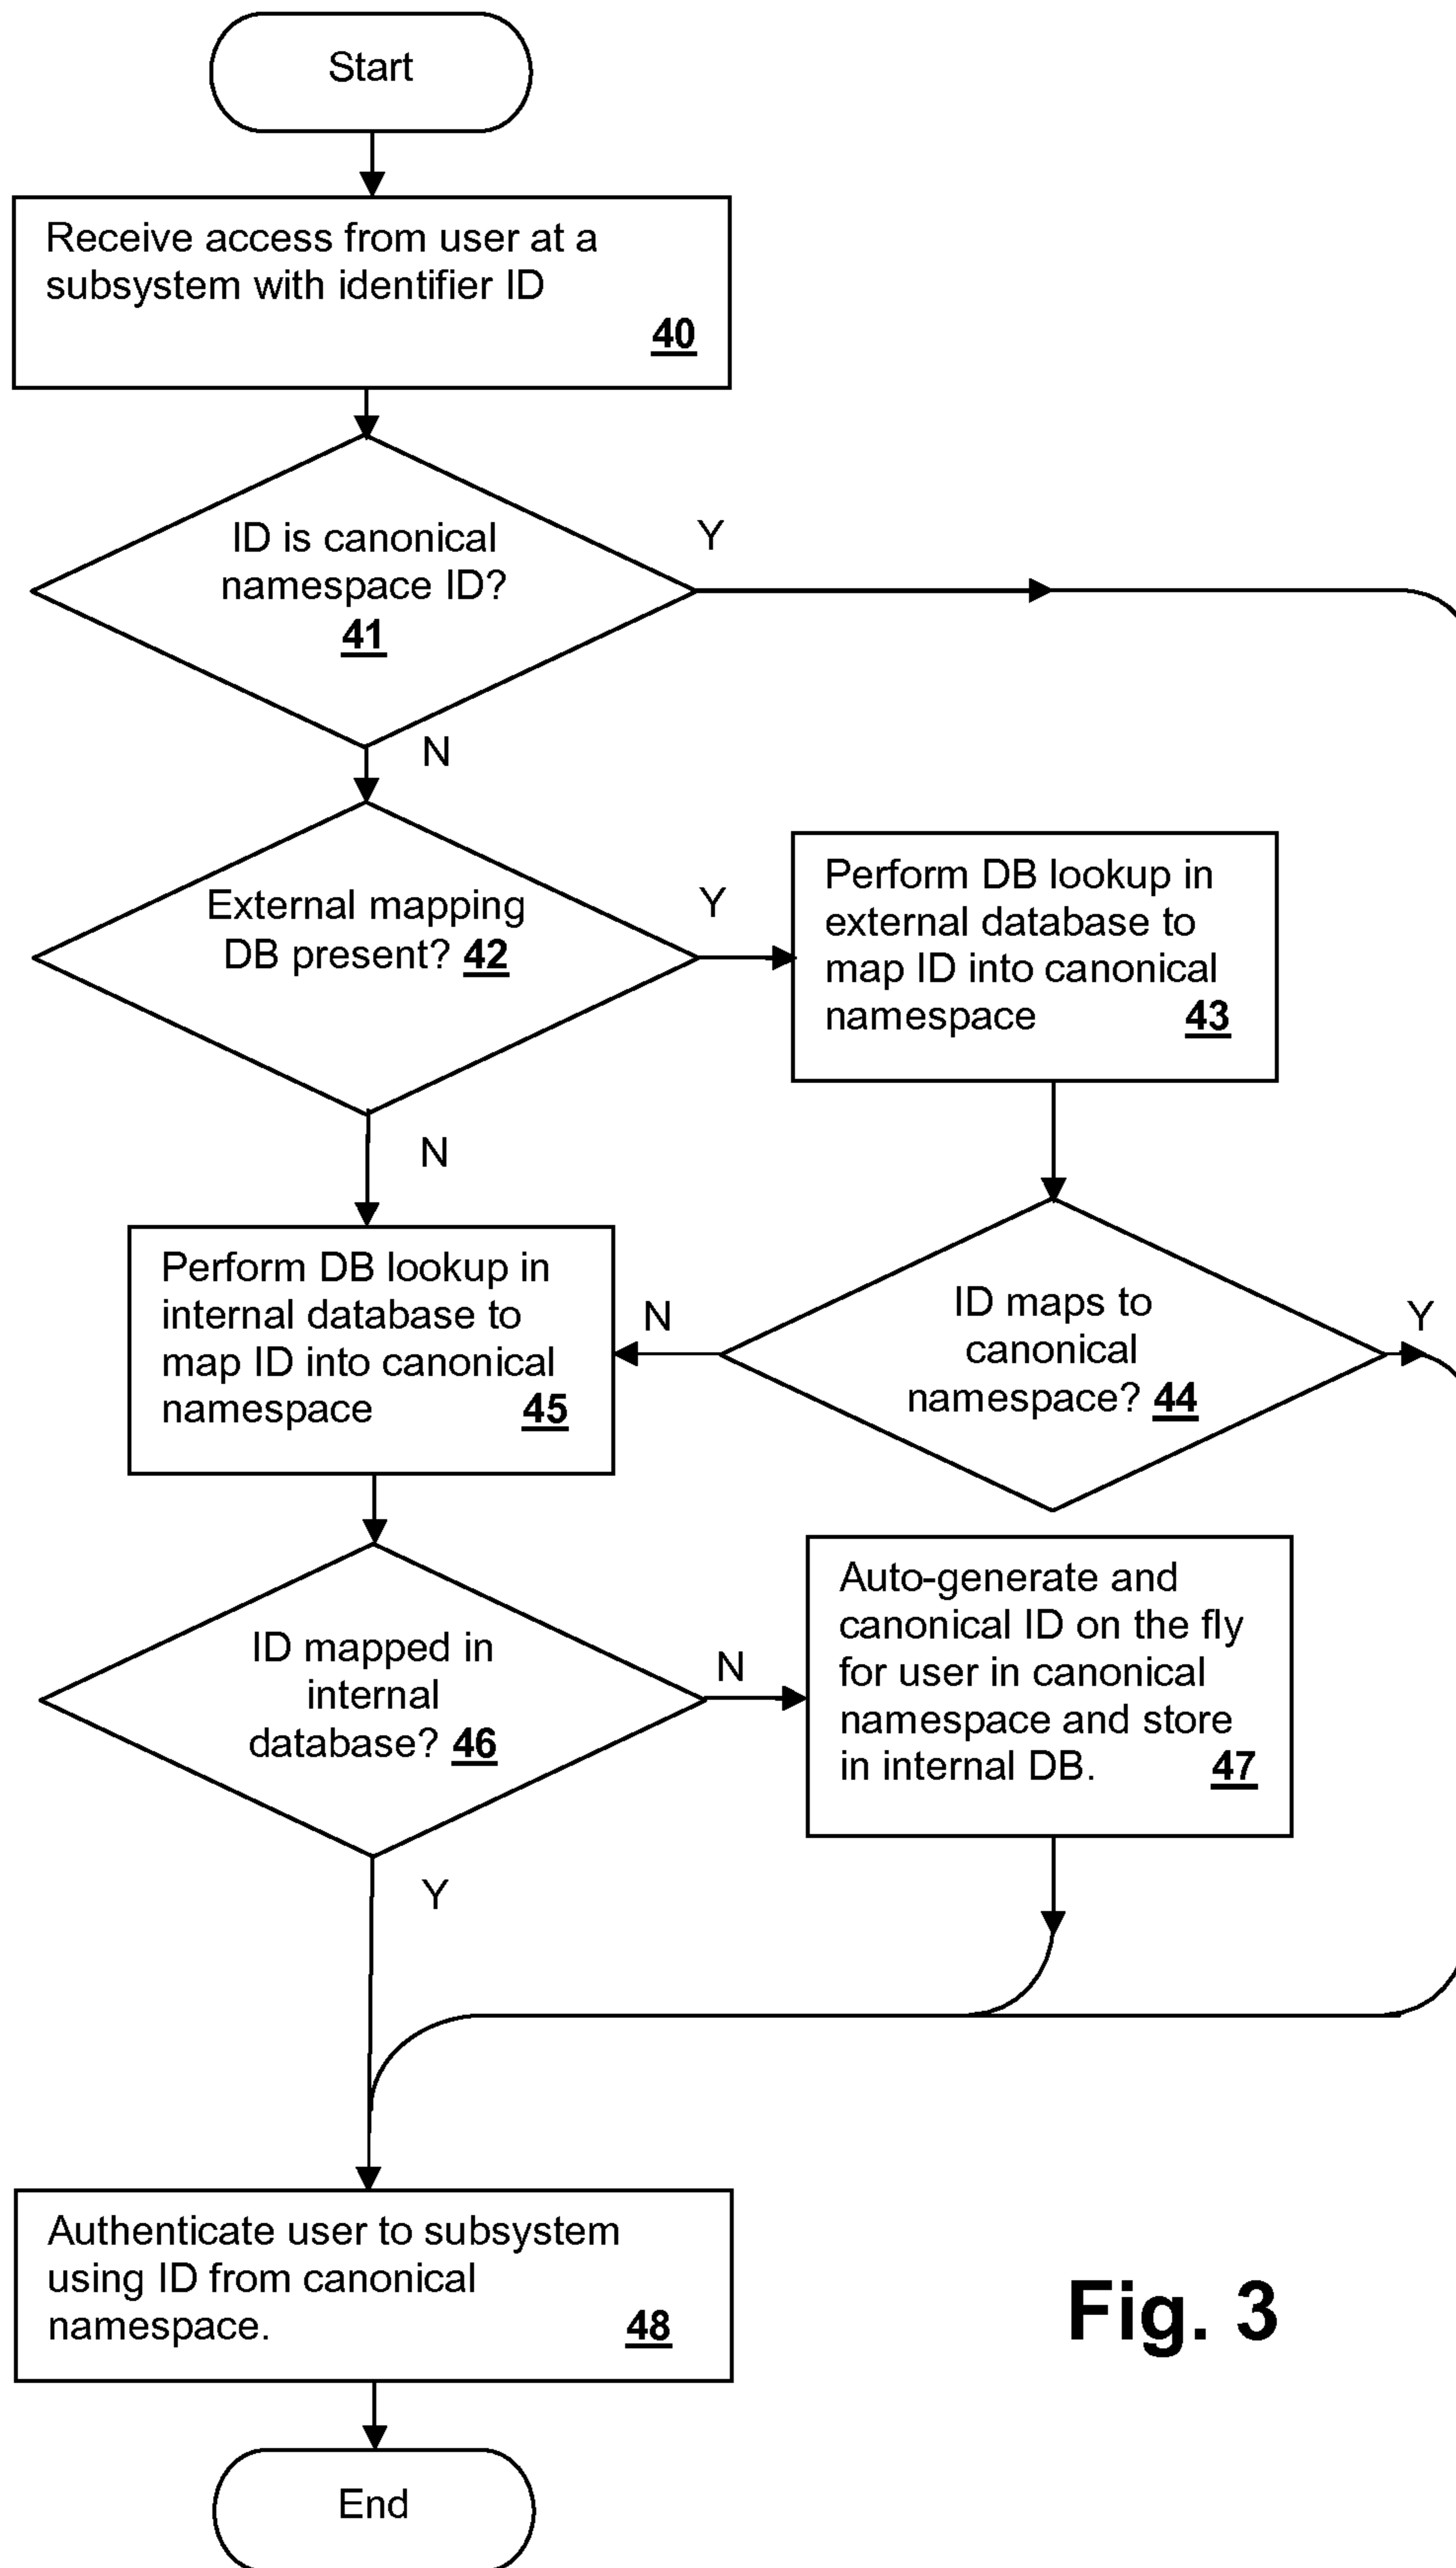 Start
Receive access from user at a
subsystem with identifier ID
40
ID is canonical
namespace ID?
41
Y
N
External mapping
DB present? 42
Y
Perform DB lookup in
external database to
map ID into canonical
namespace 43
N
Perform DB lookup in
internal database to
map ID into canonical
namespace 45
N
ID maps to
canonical
namespace? 44
Y
ID mapped in
internal
database? 46
N
Auto-generate and
canonical ID on the fly
for user in canonical
namespace and store
in internal DB. 47
Y
Authenticate user to subsystem
using ID from canonical
namespace. 48
Fig. 3
End